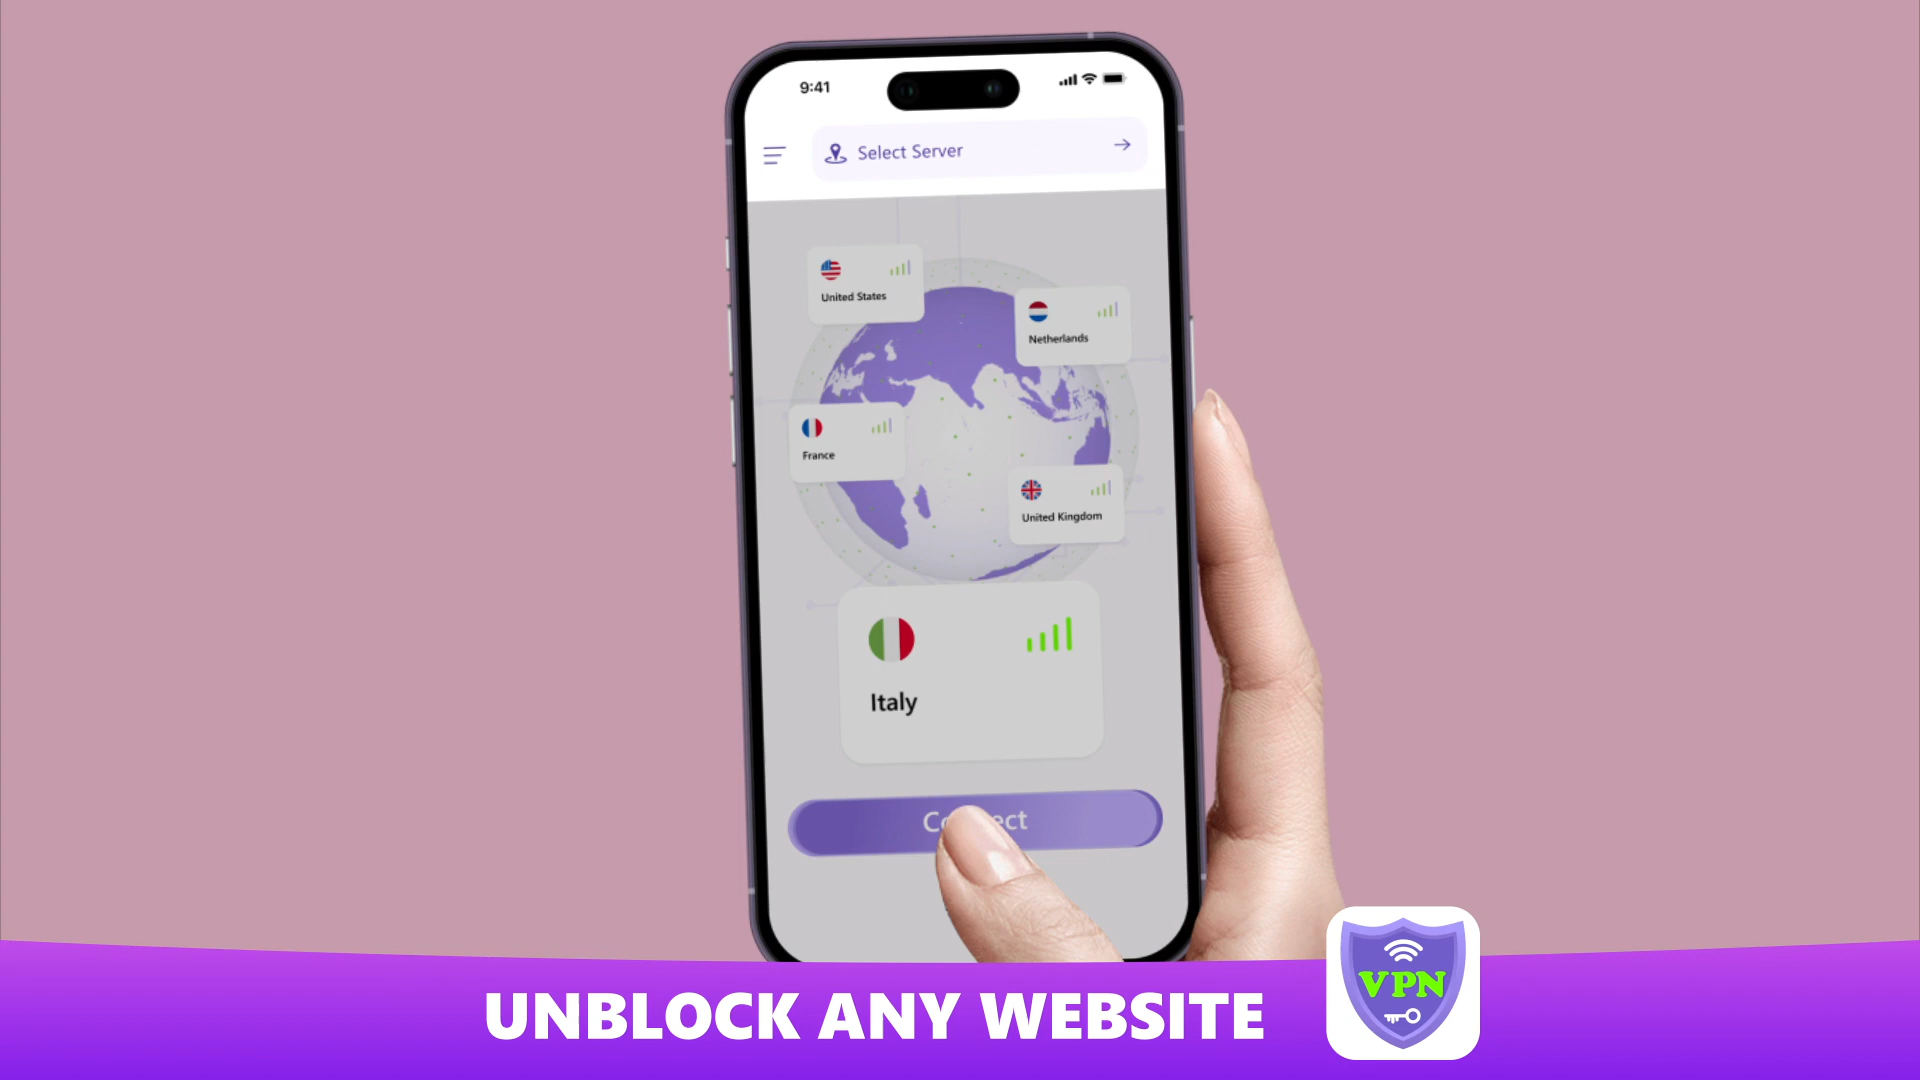 9:41
Select Server
United States
Netherlands
France
United Kingdom
Italy
UNBLOCK ANY WEBSITE
VPN